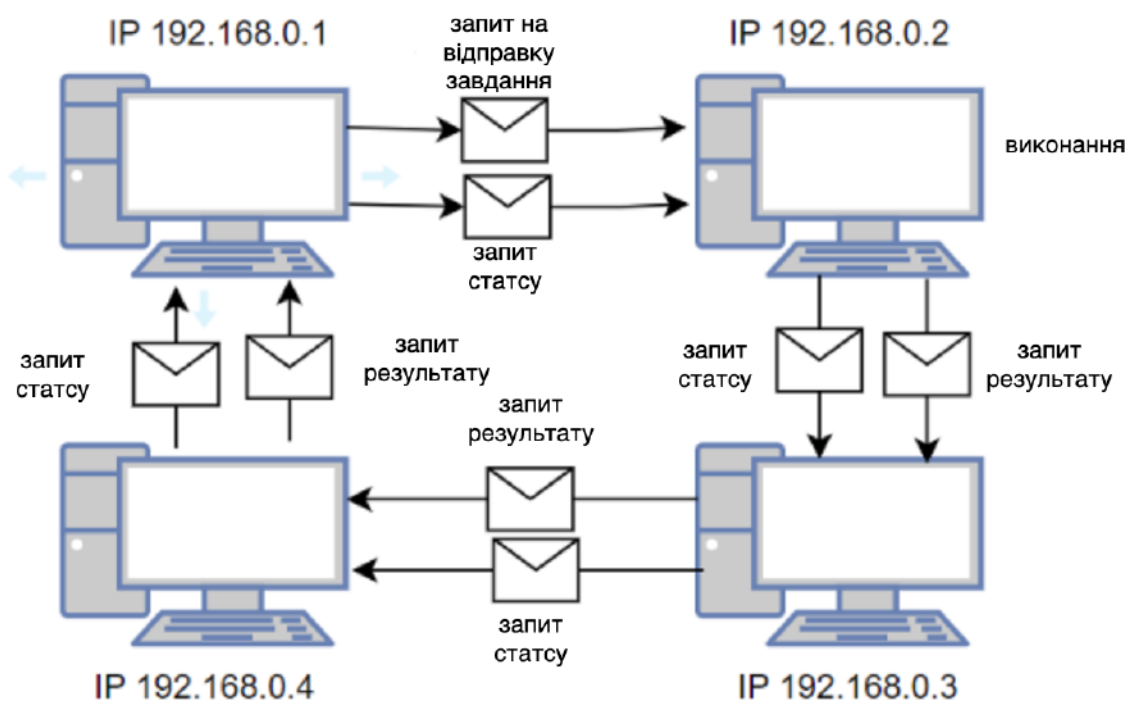 IP 192.168.0.1
запит на
відправку
завдання
IP 192.168.0.2
виконання
запит
статсу
запит
статсу
запит
результату
запит
результату
запит
статсу
запит
результату
запит
статсу
IP 192.168.0.4
IP 192.168.0.3